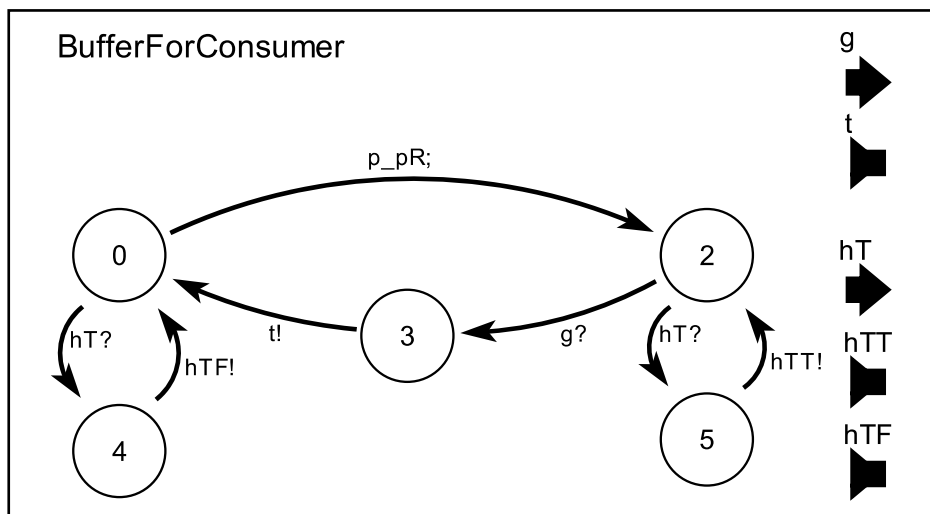 BufferForConsumer
g
t
p_pR;
0
2
hT
3
t!
g?
hT?
hTF!
hT?
hTT!
hTT
4
5
hTF